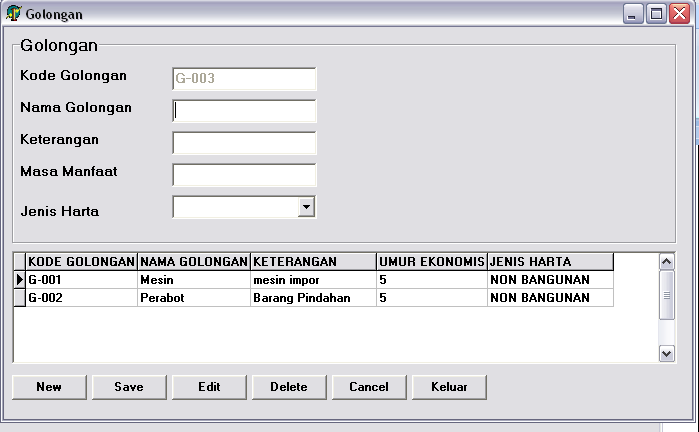 Golongan
Golongan
Kode Golongan G-003
Nama Golongan
Keterangan
Masa Manfaat
Jenis Harta
KODE GOLONGAN NAMA GOLONGAN KETERANGAN UMUR EKONOMIS JENIS HARTA
G-001 Mesin mesin impor 5 NON BANGUNAN
G-002 Perabot Barang Pindahan 5 NON BANGUNAN
New Save Edit Delete Cancel Keluar